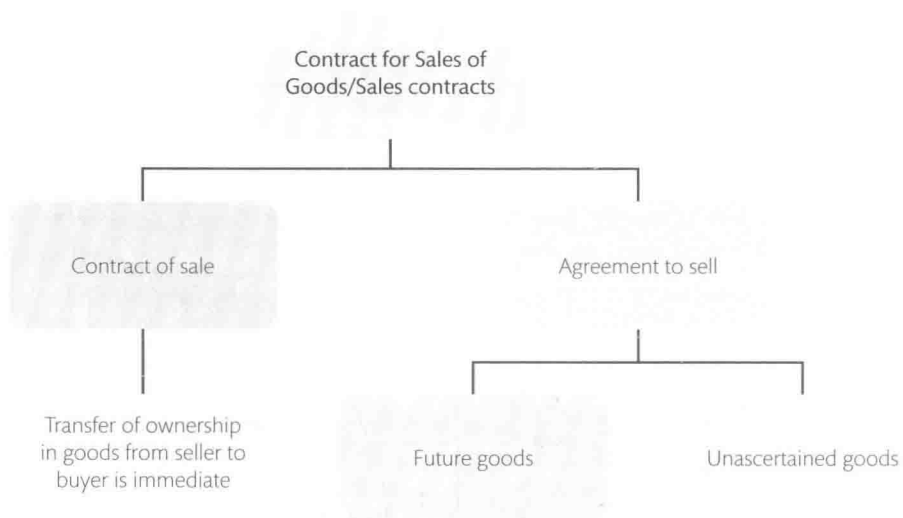 Contract for Sales of
Goods/Sales contracts
Contract of sale
Agreement to sell
Transfer of ownership
in goods from seller to
buyer is immediate
Future goods
Unascertained goods